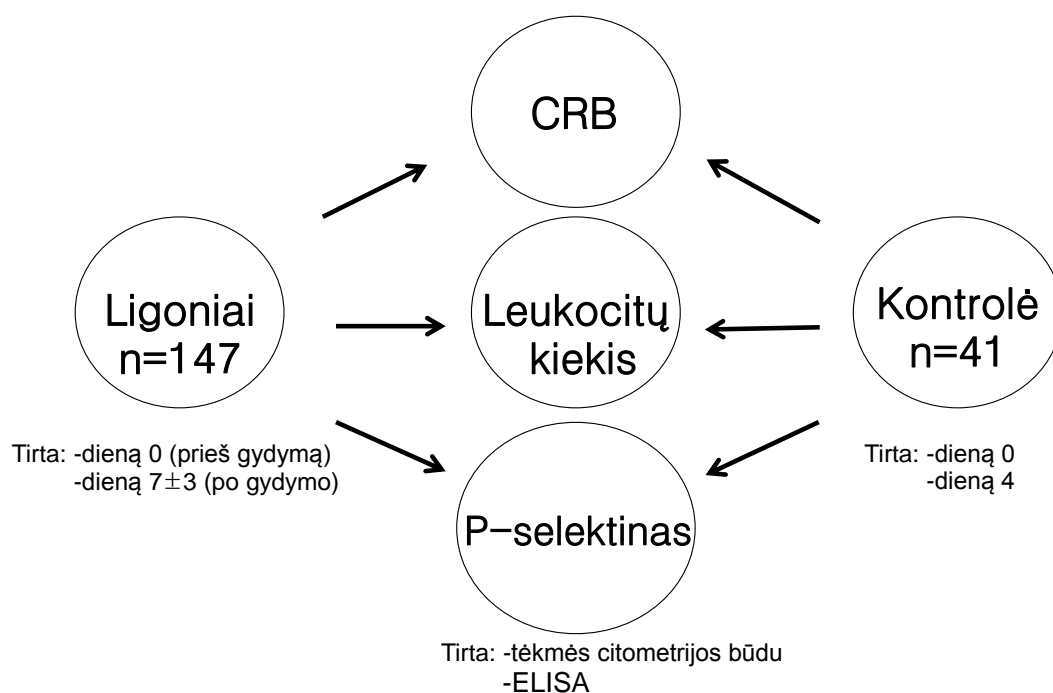 CRB
Ligoniai
n=147
Leukocitų
kiekis
Kontrolė
n=41
Tirta: -dieną 0 (prieš gydymą)
-dieną 7±3 (po gydymo)
Tirta: -dieną 0
-dieną 4
P-selektinas
Tirta: -tėkmės citometrijos būdu
-ELISA